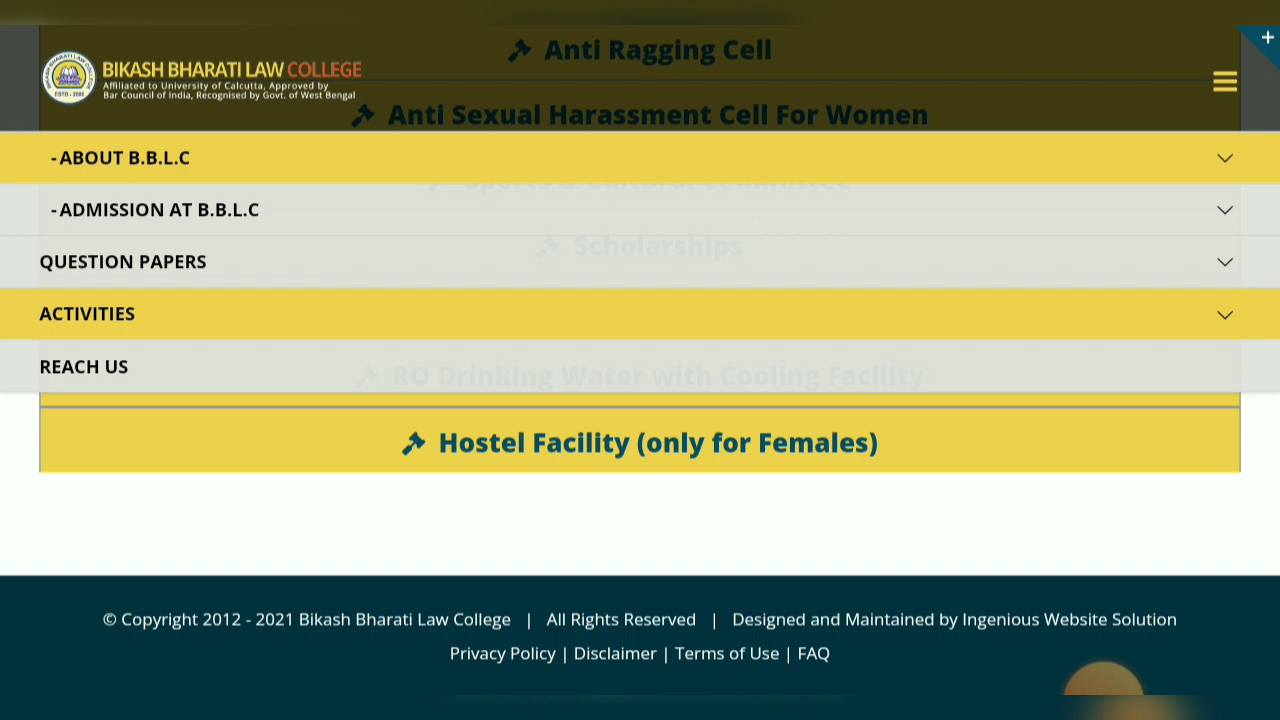 Anti Ragging Cell
BIKASH BHARATI LAW COLLEGE
Affiliated to University of Calcutta, Approved by
Bar Council of India, Recognised by Govt. of West Bengal
Anti Sexual Harassment Cell For Women
- ABOUT B.B.L.C
Sports & Cultural Committee
- ADMISSION AT B.B.L.C
Scholarships
QUESTION PAPERS
ACTIVITIES
REACH US
RO Drinking Water with Cooling Facility
Hostel Facility (only for Females)
© Copyright 2012 - 2021 Bikash Bharati Law College | All Rights Reserved | Designed and Maintained by Ingenious Website Solution
Privacy Policy | Disclaimer | Terms of Use | FAQ